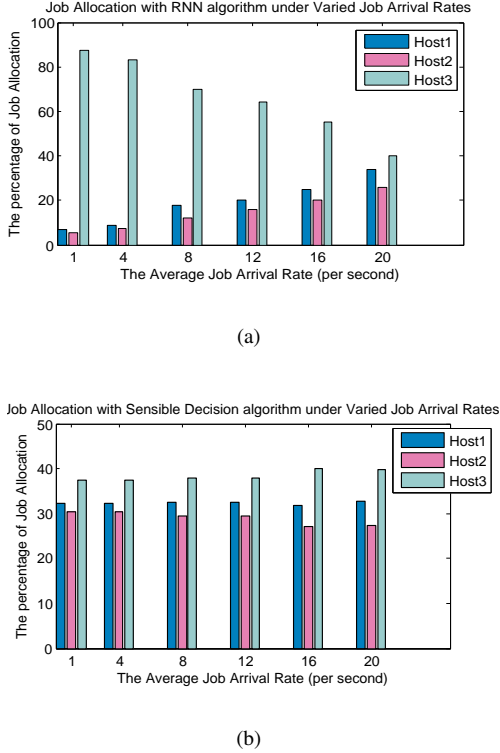 Job Allocation with RNN algorithm under Varied Job Arrival Rates
The percentage of Job Allocation
100
80
60
40
20
0
Host1
Host2
Host3
1 4 8 12 16 20
The Average Job Arrival Rate (per second)
(a)
Job Allocation with Sensible Decision algorithm under Varied Job Arrival Rates
The percentage of Job Allocation
50
40
30
20
10
0
Host1
Host2
Host3
1 4 8 12 16 20
The Average Job Arrival Rate (per second)
(b)